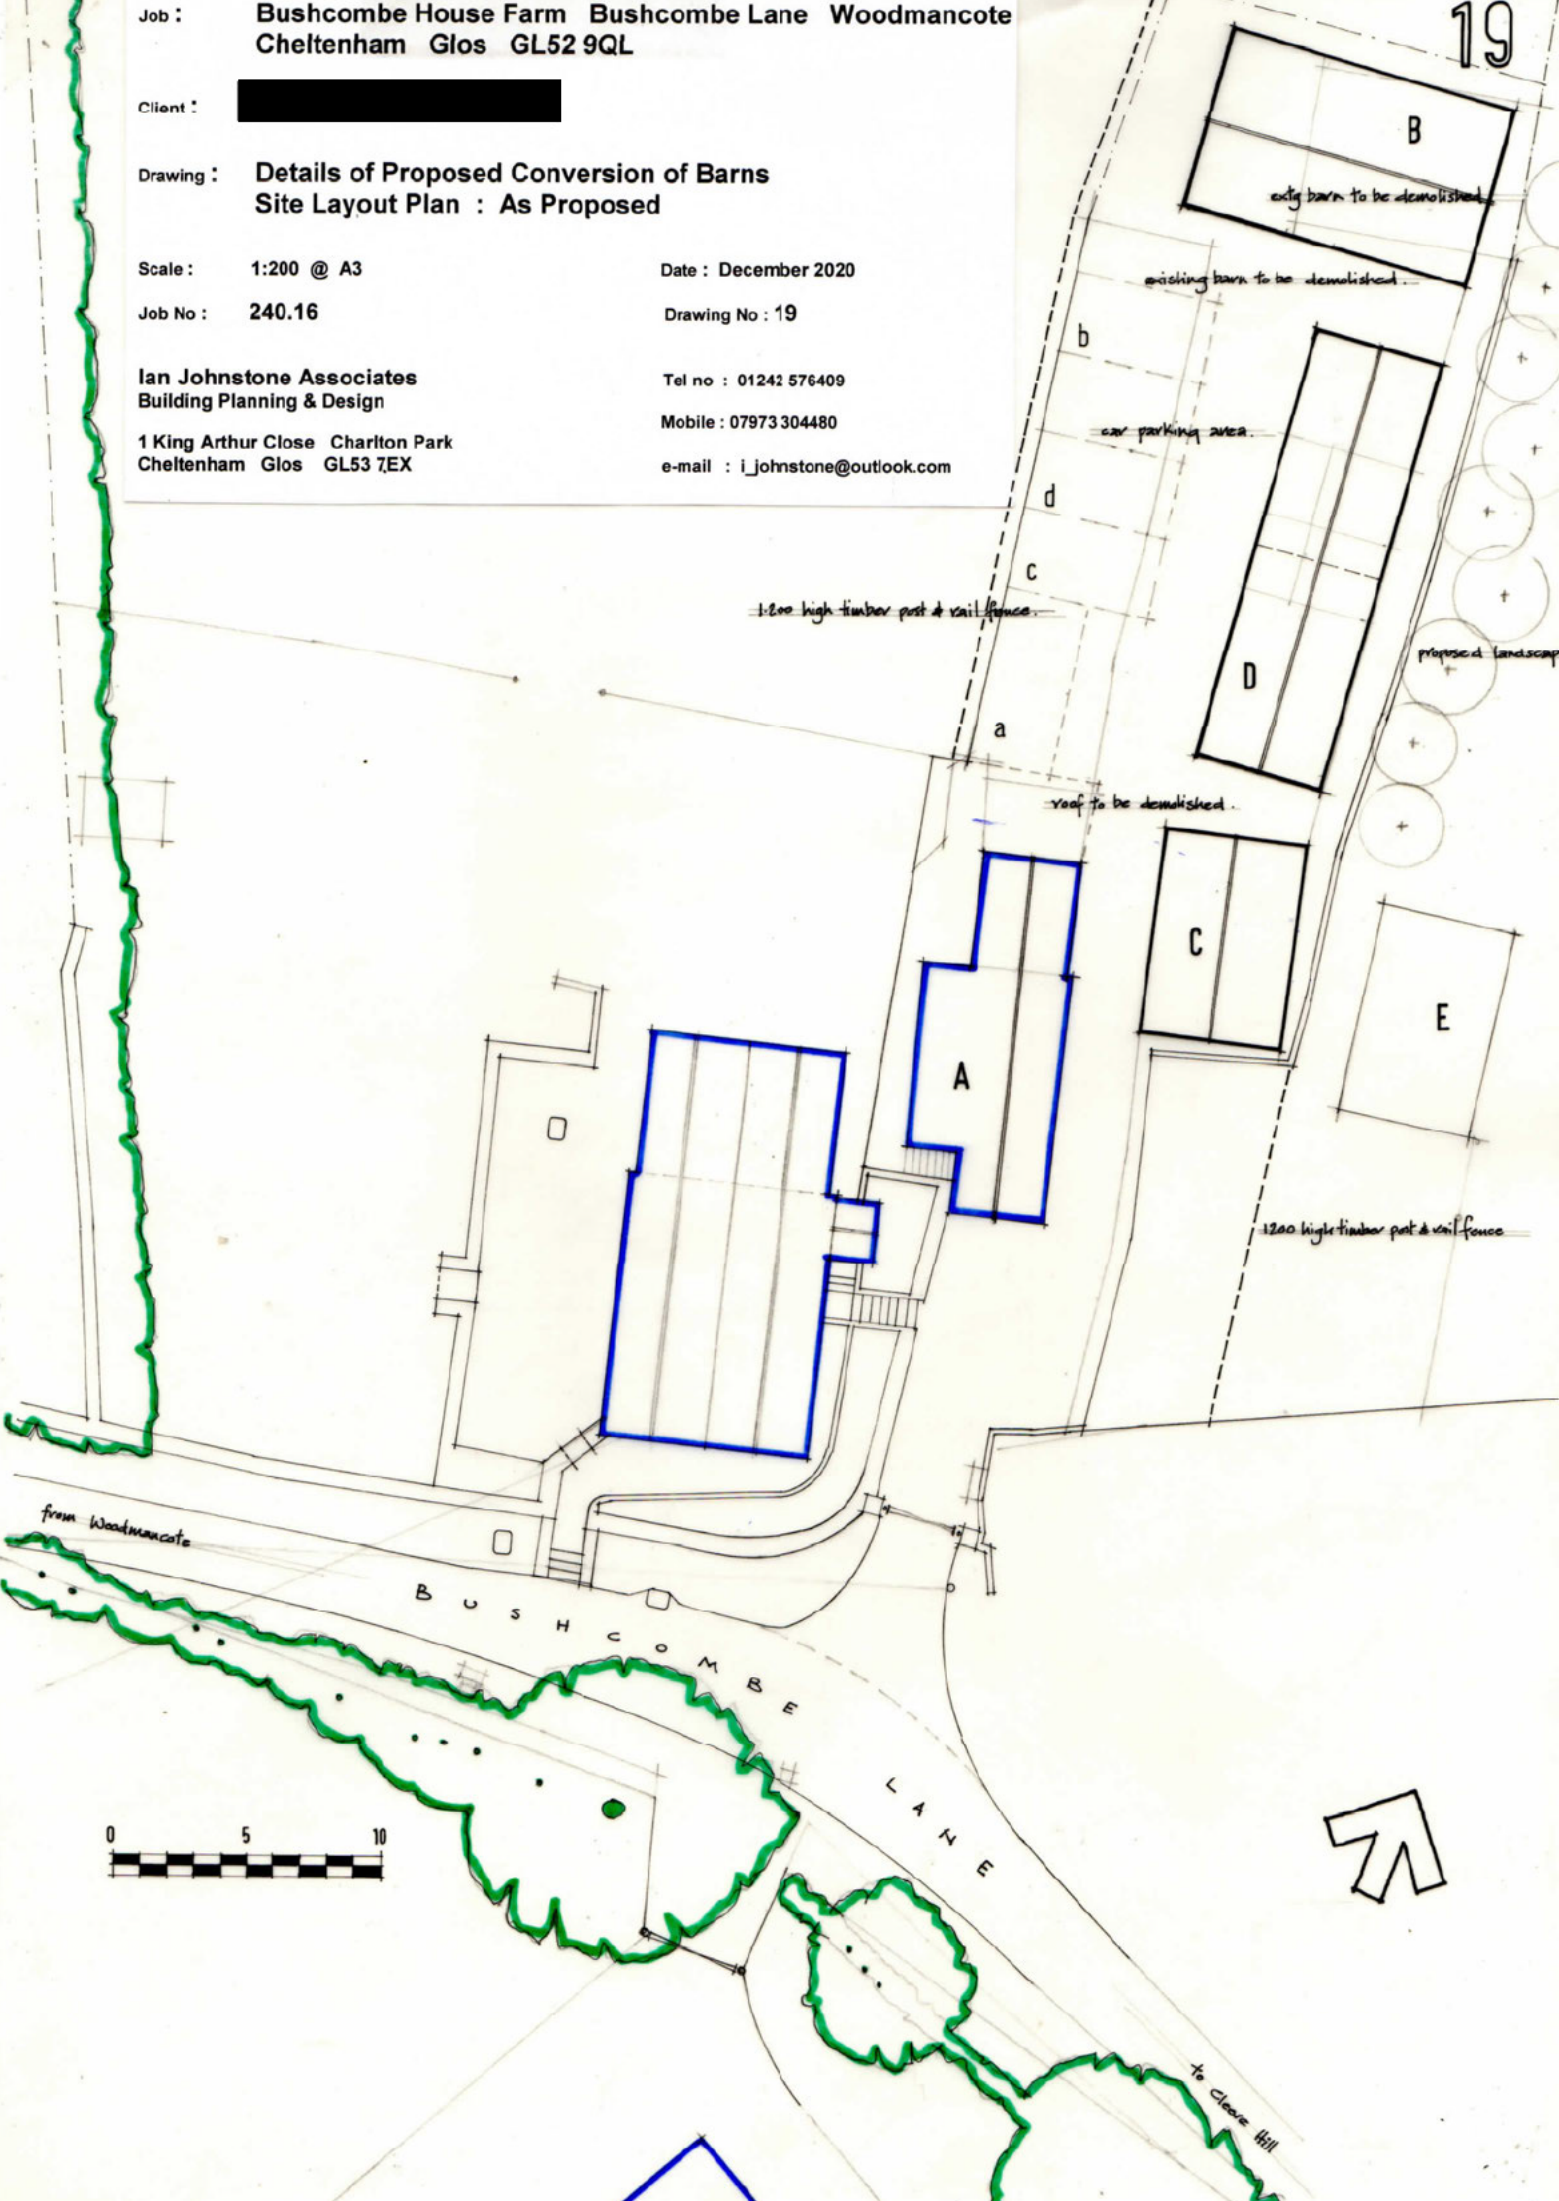 Job : Bushcombe House Farm Bushcombe Lane Woodmancote
Cheltenham Glos GL52 9QL
Client :
Drawing : Details of Proposed Conversion of Barns
Site Layout Plan : As Proposed
Scale : 1:200 @ A3
Date : December 2020
Job No : 240.16
Drawing No : 19
Ian Johnstone Associates
Building Planning & Design
Tel no : 01242 576409
Mobile : 07973 304480
1 King Arthur Close Charlton Park
Cheltenham Glos GL53 7EX
e-mail : i_johnstone@outlook.com
19
B
extg barn to be demolished
existing barn to be demolished.
b
car parking area.
d
c
1.200 high timber post & rail fence.
D
proposed landscap
a
roof to be demolished.
C
A
E
1200 high timber post & rail fence
from Woodmancote
BUSHCOMBE
LANE
0 5 10
to Cleeve Hill